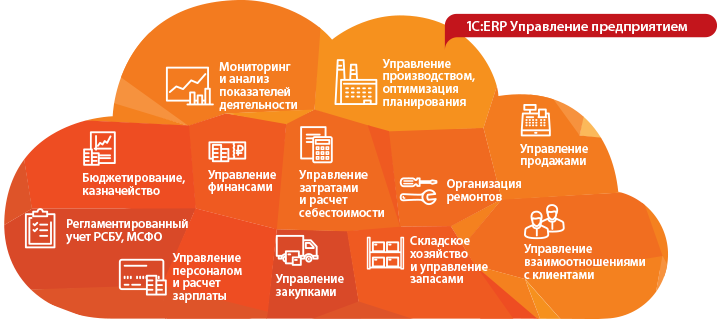 1С:ERP Управление предприятием
Мониторинг
и анализ
показателей
деятельности
Управление
производством,
оптимизация
планирования
Бюджетирование,
казначейство
Управление
финансами
Управление
затратами
и расчет
себестоимости
Организация
ремонтов
Управление
продажами
Регламентированный
учет РСБУ, МСФО
Управление
персоналом
и расчет
зарплаты
Управление
закупками
Складское
хозяйство
и управление
запасами
Управление
взаимоотношениями
с клиентами